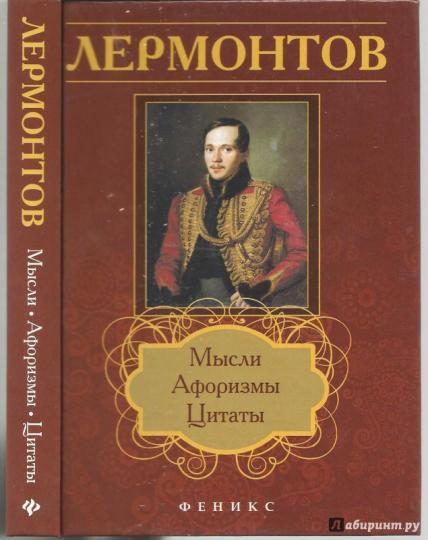 ЛЕРМОНТОВ
Мысли • Афоризмы • Цитаты
ЛЕРМОНТОВ
Мысли
Афоризмы
Цитаты
ФЕНИКС
Лабиринт.ру